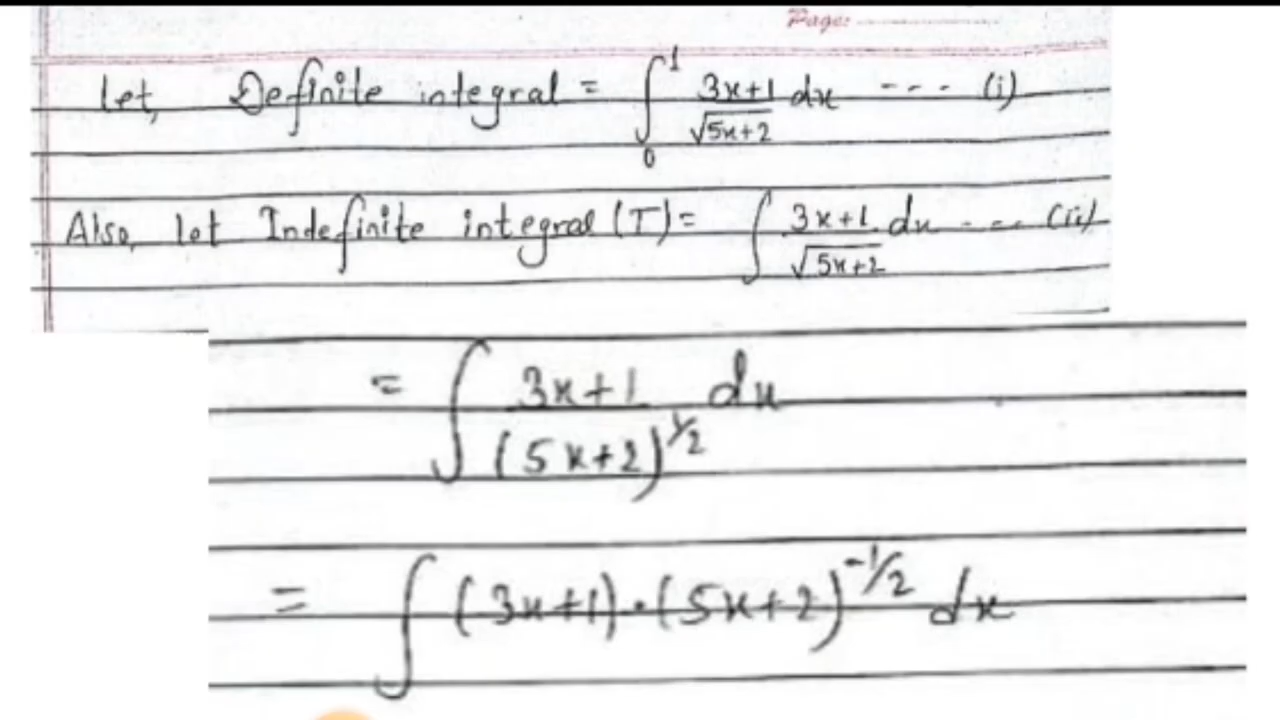 Page:
Let, Definite integral = ∫₀¹ (3x+1)/√(5x+2) dx --- (i)
Also, let Indefinite integral (T) = ∫ (3x+1)/√(5x+2) dx --- (ii)
= ∫ (3x+1)/(5x+2)^(1/2) dx
= ∫ (3x+1)·(5x+2)^(-1/2) dx